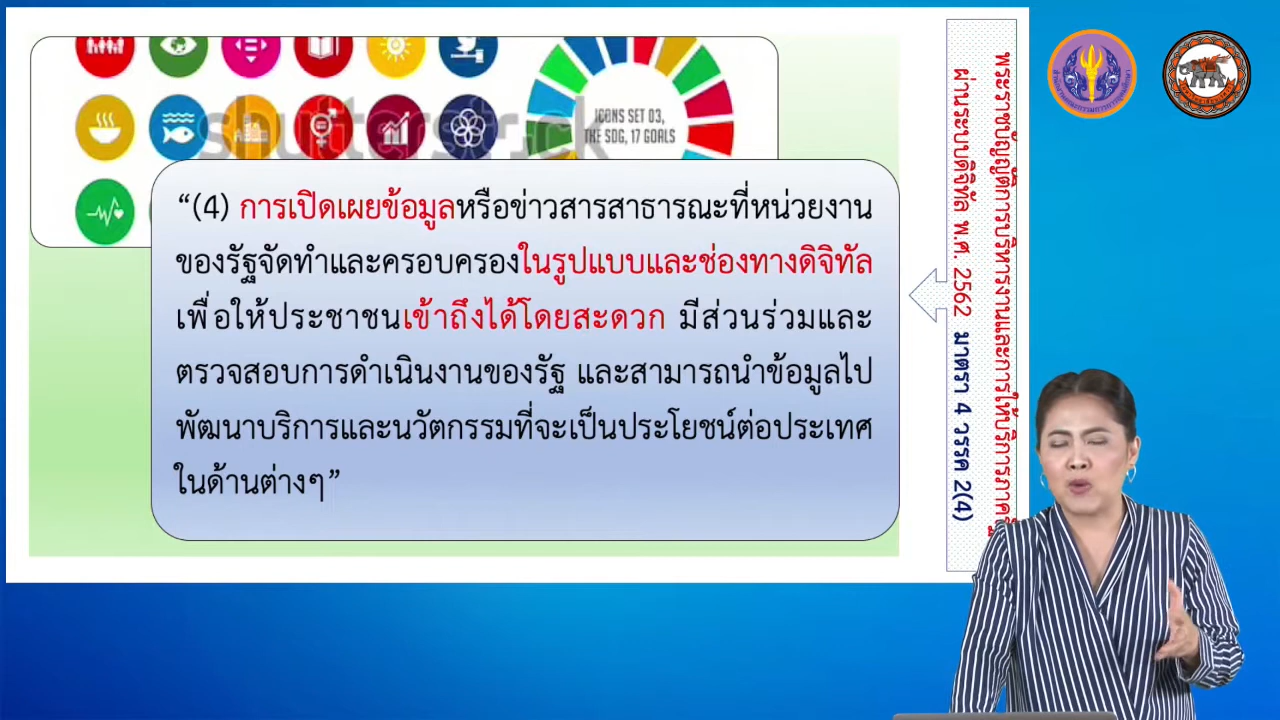 ICONS SET 03,
THE SDG, 17 GOALS
shutterstock
“(4) การเปิดเผยข้อมูลหรือข่าวสารสาธารณะที่หน่วยงาน
ของรัฐจัดทำและครอบครองในรูปแบบและช่องทางดิจิทัล
เพื่อให้ประชาชนเข้าถึงได้โดยสะดวก มีส่วนร่วมและ
ตรวจสอบการดำเนินงานของรัฐ และสามารถนำข้อมูลไป
พัฒนาบริการและนวัตกรรมที่จะเป็นประโยชน์ต่อประเทศ
ในด้านต่างๆ”
พระราชบัญญัติการบริหารงานและการให้บริการภาครัฐ
ผ่านระบบดิจิทัล พ.ศ. 2562 มาตรา 4 วรรค 2(4)